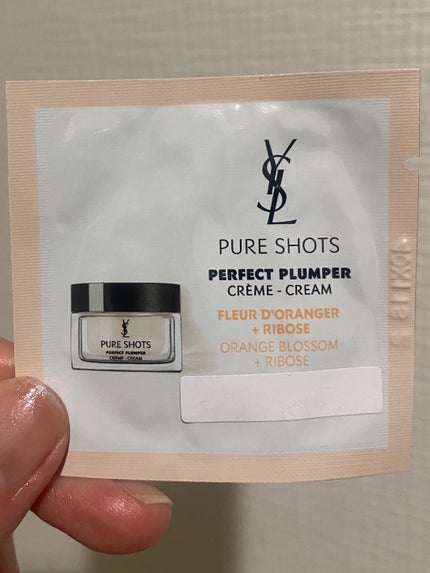 YSL
PURE SHOTS
PERFECT PLUMPER
CRÈME - CREAM
FLEUR D'ORANGER
+ RIBOSE
ORANGE BLOSSOM
+ RIBOSE
YSL
PURE SHOTS
PERFECT PLUMPER
CRÈME - CREAM